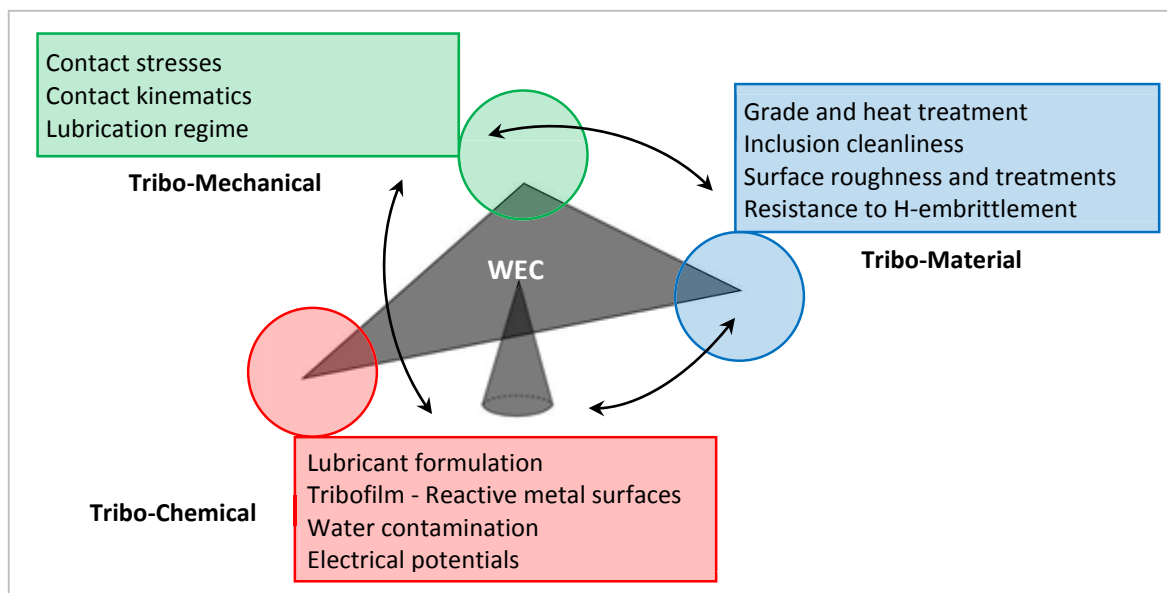 Contact stresses
Contact kinematics
Lubrication regime
Tribo-Mechanical
Grade and heat treatment
Inclusion cleanliness
Surface roughness and treatments
Resistance to H-embrittlement
Tribo-Material
WEC
Lubricant formulation
Tribofilm - Reactive metal surfaces
Water contamination
Electrical potentials
Tribo-Chemical